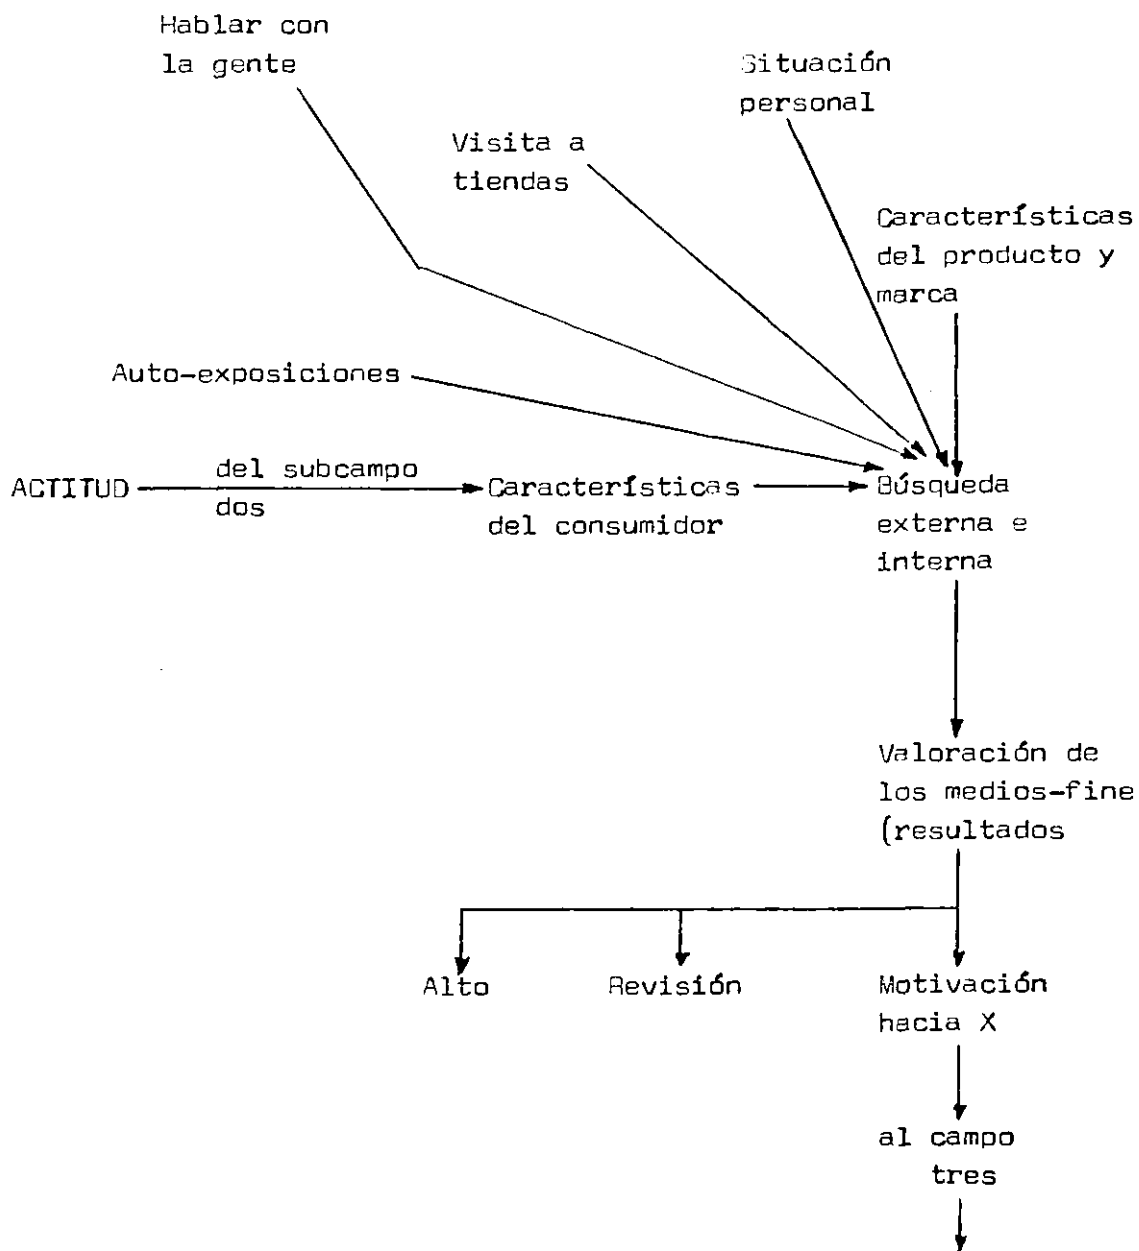 Hablar con
la gente
Situación
personal
Visita a
tiendas
Características
del producto y
marca
Auto-exposiciones
ACTITUD
del subcampo
dos
Características
del consumidor
Búsqueda
externa e
interna
Valoración de
los medios-fine
(resultados
Alto
Revisión
Motivación
hacia X
al campo
tres